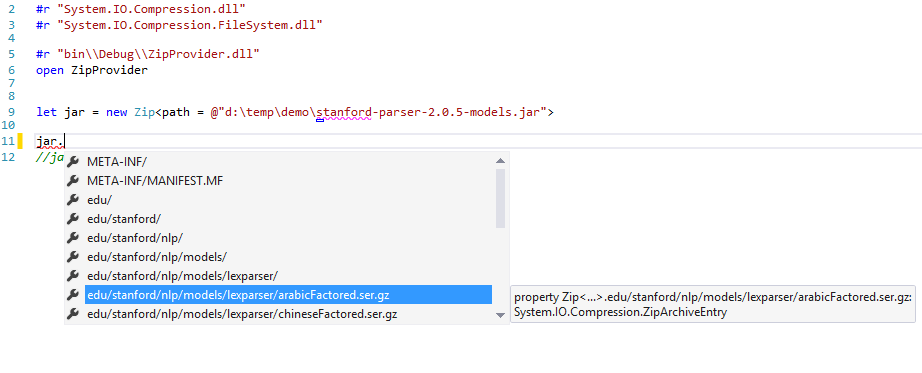 2 #r "System.IO.Compression.dll"
3 #r "System.IO.Compression.FileSystem.dll"
4
5 #r "bin\\Debug\\ZipProvider.dll"
6 open ZipProvider
7
8
9 let jar = new Zip<path = @"d:\temp\demo\stanford-parser-2.0.5-models.jar">
10
11 jar.
12 //ja
META-INF/
META-INF/MANIFEST.MF
edu/
edu/stanford/
edu/stanford/nlp/
edu/stanford/nlp/models/
edu/stanford/nlp/models/lexparser/
edu/stanford/nlp/models/lexparser/arabicFactored.ser.gz
edu/stanford/nlp/models/lexparser/chineseFactored.ser.gz
property Zip<...>.edu/stanford/nlp/models/lexparser/arabicFactored.ser.gz:
System.IO.Compression.ZipArchiveEntry